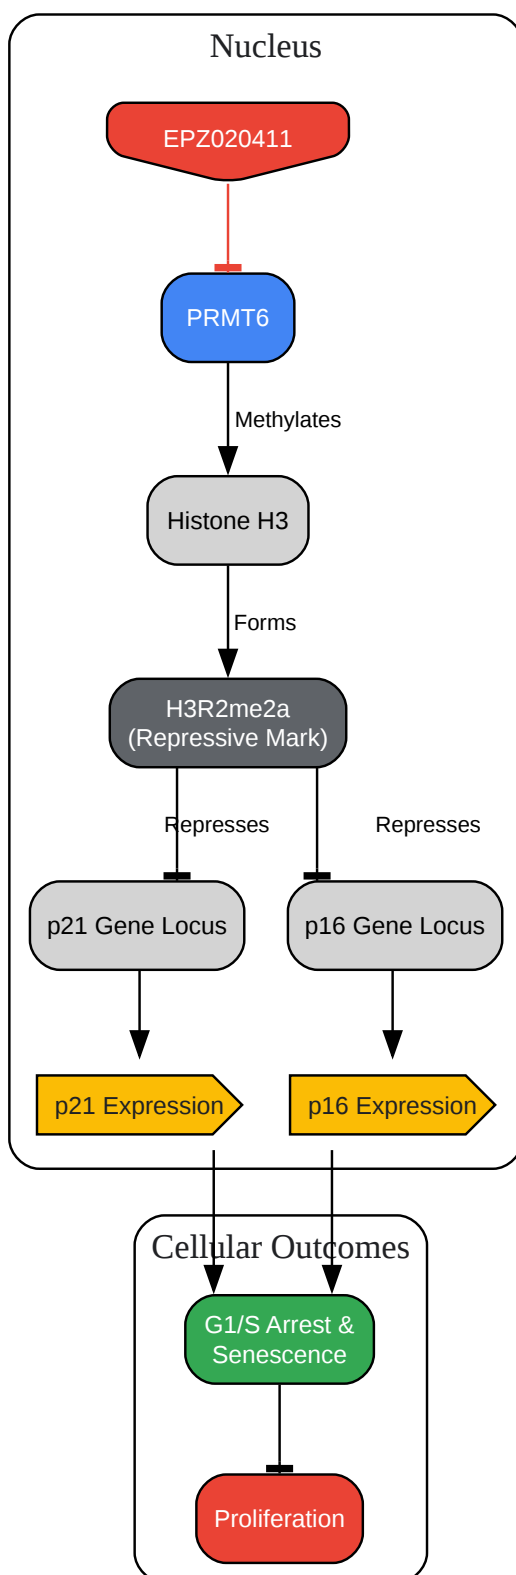 Nucleus
EPZ020411
PRMT6
Methylates
Histone H3
Forms
H3R2me2a
(Repressive Mark)
Represses
Represses
p21 Gene Locus
p16 Gene Locus
p21 Expression
p16 Expression
Cellular Outcomes
G1/S Arrest &
Senescence
Proliferation